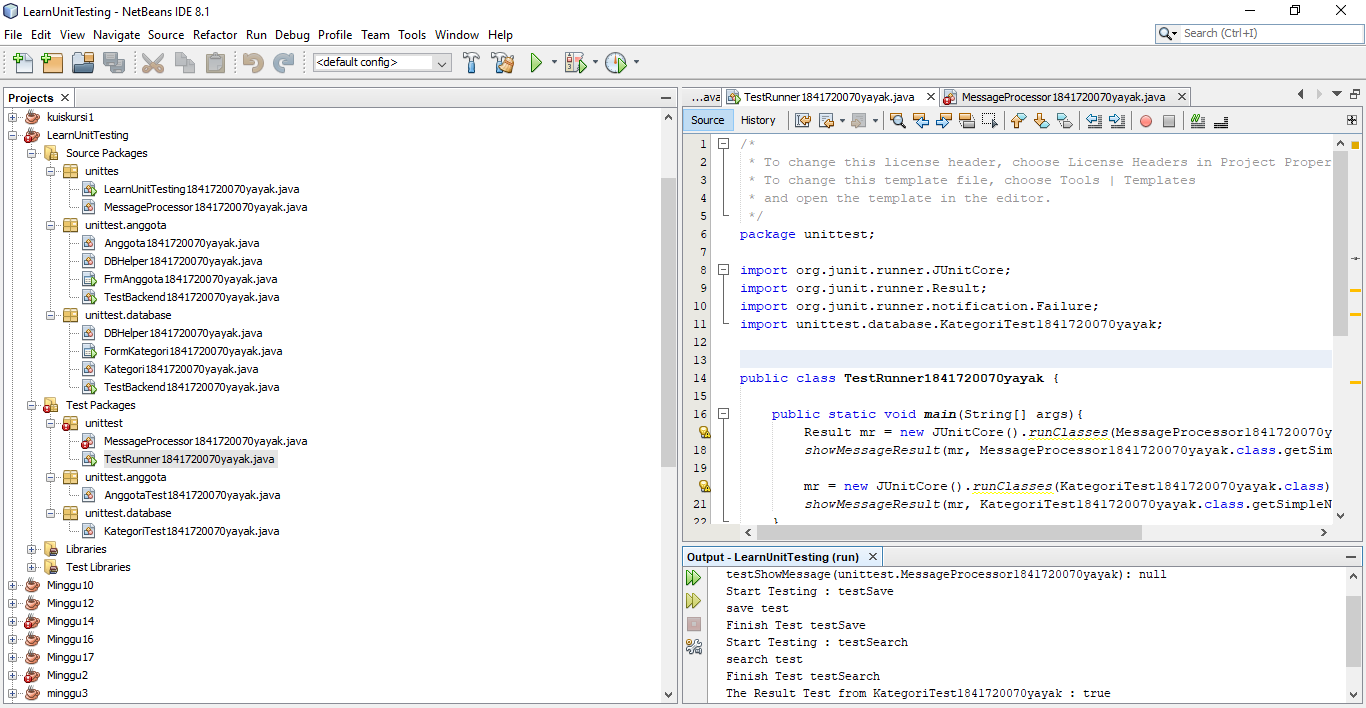 LearnUnitTesting - NetBeans IDE 8.1
File Edit View Navigate Source Refactor Run Debug Profile Team Tools Window Help
Search (Ctrl+I)
<default config>
Projects
kuiskursi1
LearnUnitTesting
Source Packages
unittes
LearnUnitTesting1841720070yayak.java
MessageProcessor1841720070yayak.java
unittest.anggota
Anggota1841720070yayak.java
DBHelper1841720070yayak.java
FrmAnggota1841720070yayak.java
TestBackend1841720070yayak.java
unittest.database
DBHelper1841720070yayak.java
FormKategori1841720070yayak.java
Kategori1841720070yayak.java
TestBackend1841720070yayak.java
Test Packages
unittest
MessageProcessor1841720070yayak.java
TestRunner1841720070yayak.java
unittest.anggota
AnggotaTest1841720070yayak.java
unittest.database
KategoriTest1841720070yayak.java
Libraries
Test Libraries
Minggu10
Minggu12
Minggu14
Minggu16
Minggu17
Minggu2
minggu3
...ava TestRunner1841720070yayak.java MessageProcessor1841720070yayak.java
Source History
1 /*
2 * To change this license header, choose License Headers in Project Proper
3 * To change this template file, choose Tools | Templates
4 * and open the template in the editor.
5 */
6 package unittest;
7
8 import org.junit.runner.JUnitCore;
9 import org.junit.runner.Result;
10 import org.junit.runner.notification.Failure;
11 import unittest.database.KategoriTest1841720070yayak;
12
13
14 public class TestRunner1841720070yayak {
15
16 public static void main(String[] args){
Result mr = new JUnitCore().runClasses(MessageProcessor1841720070y
18 showMessageResult(mr, MessageProcessor1841720070yayak.class.getSim
19
mr = new JUnitCore().runClasses(KategoriTest1841720070yayak.class)
21 showMessageResult(mr, KategoriTest1841720070yayak.class.getSimpleN
22 }
Output - LearnUnitTesting (run)
testShowMessage(unittest.MessageProcessor1841720070yayak): null
Start Testing : testSave
save test
Finish Test testSave
Start Testing : testSearch
search test
Finish Test testSearch
The Result Test from KategoriTest1841720070yayak : true